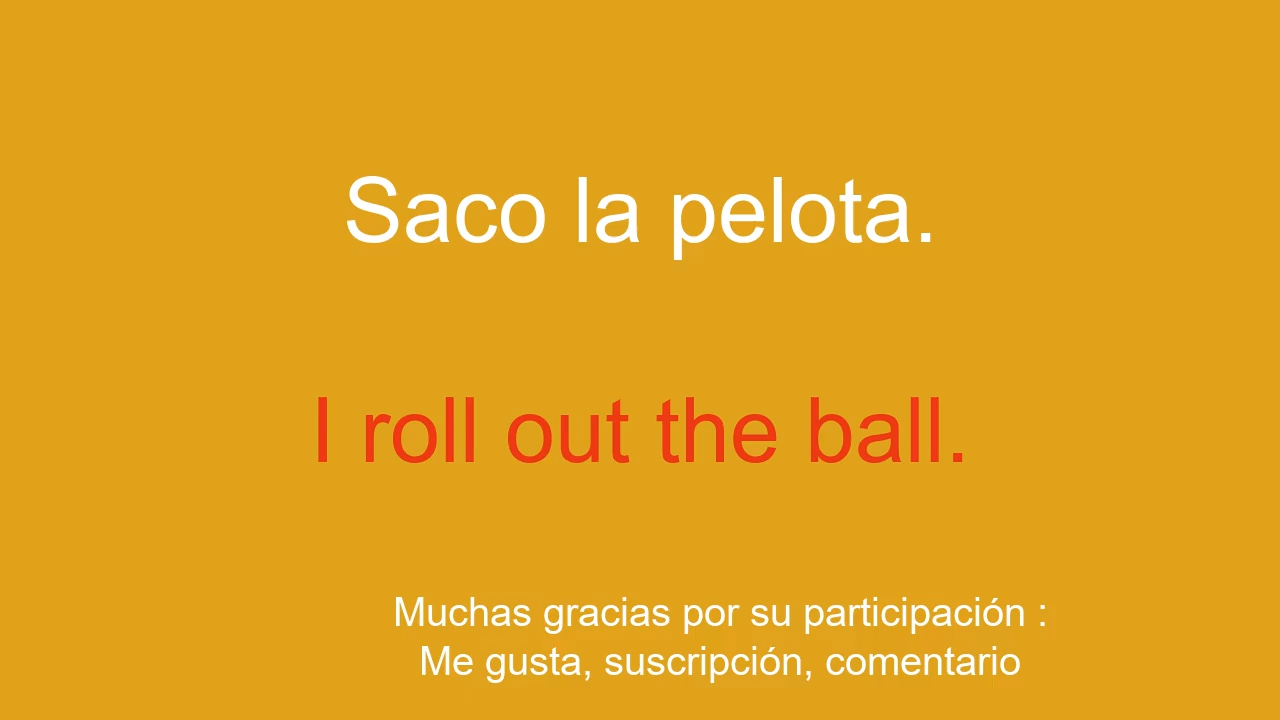 Saco la pelota.
I roll out the ball.
Muchas gracias por su participación :
Me gusta, suscripción, comentario